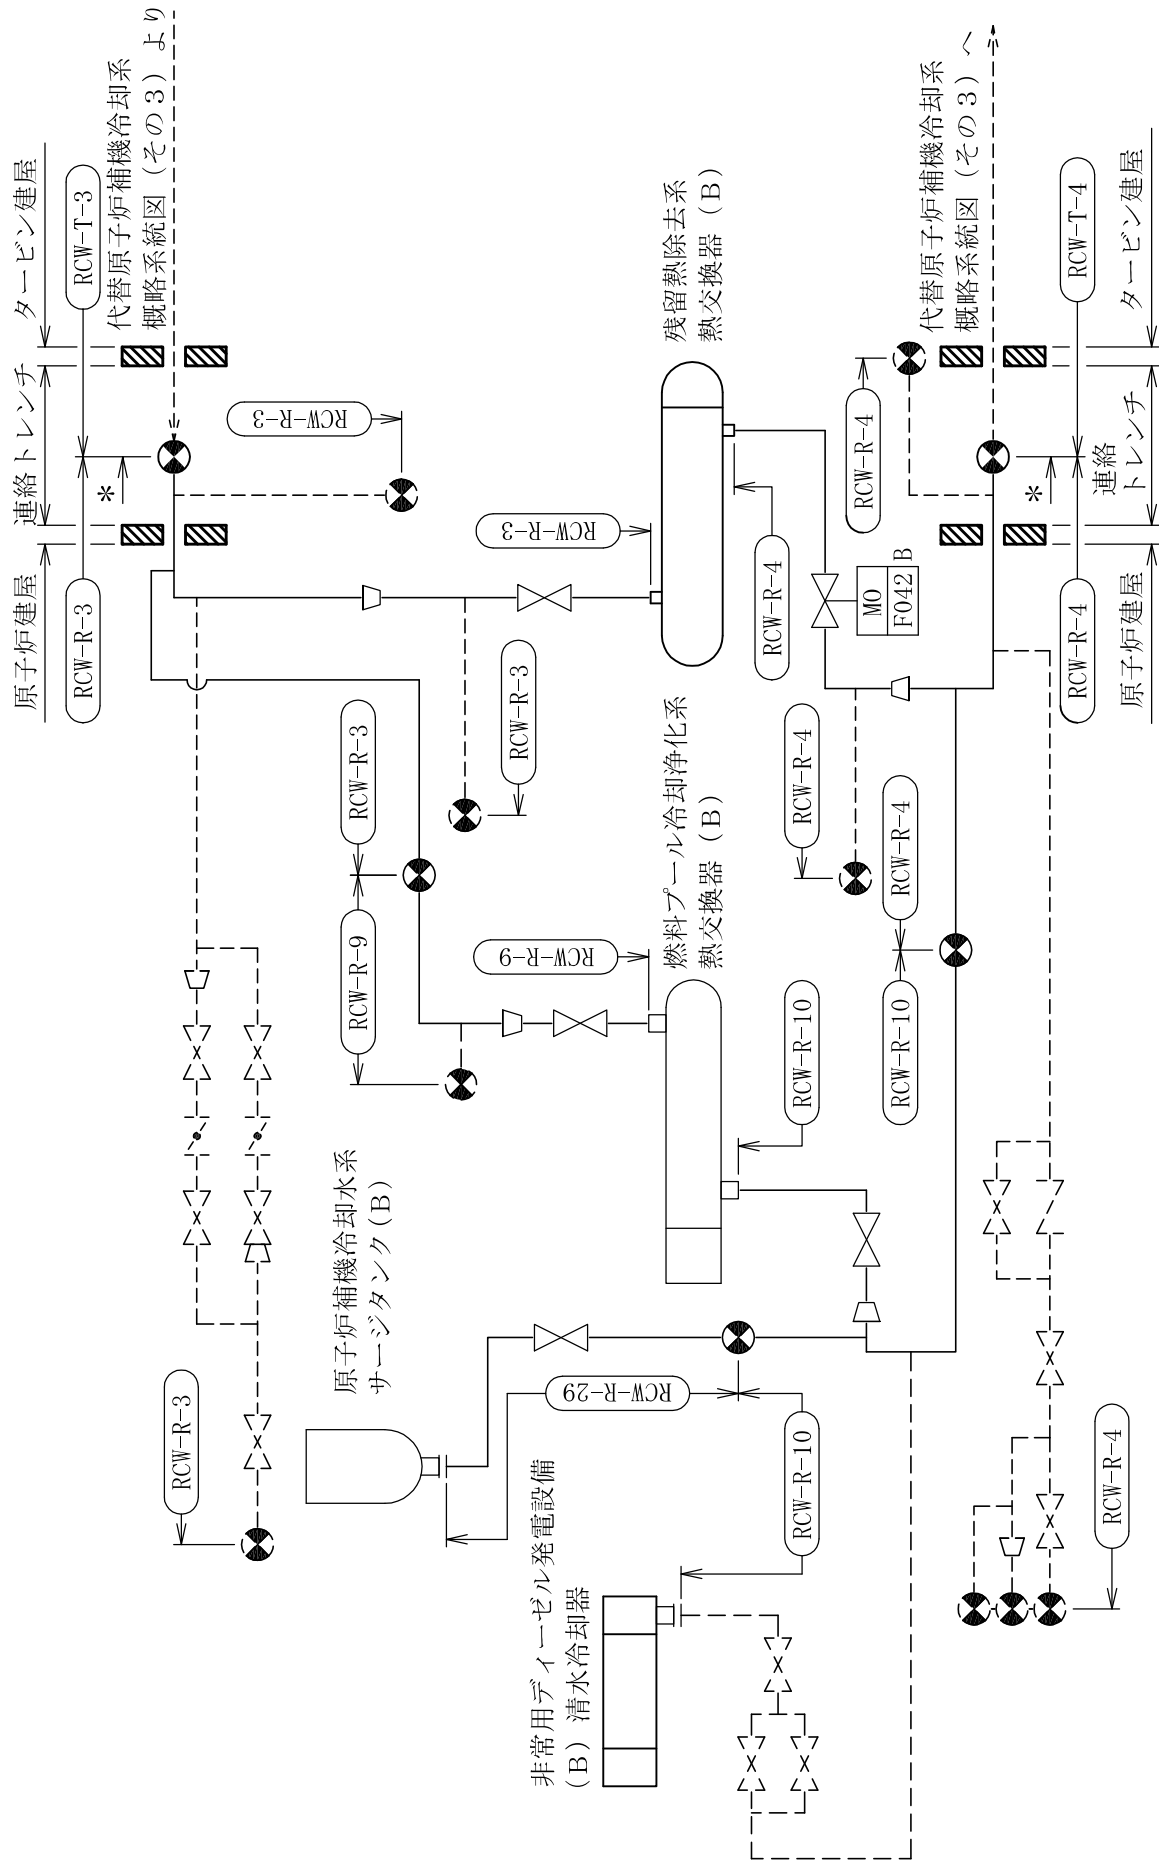 原子炉建屋
連絡トレンチ
タービン建屋
RCW-R-3
RCW-T-3
*
代替原子炉補機冷却系
概略系統図（その３）より
RCW-R-3
RCW-R-3
RCW-R-3
RCW-R-3
RCW-R-9
RCW-R-9
RCW-R-3
原子炉補機冷却水系
サージタンク(B)
残留熱除去系
熱交換器（B）
RCW-R-4
MO
F042
B
RCW-R-4
燃料プール冷却浄化系
熱交換器（B）
RCW-R-10
RCW-R-4
RCW-R-4
RCW-R-10
RCW-R-29
RCW-R-10
非常用ディーゼル発電設備
(B) 清水冷却器
代替原子炉補機冷却系
概略系統図（その３）へ
*
RCW-R-4
RCW-T-4
原子炉建屋
連絡
トレンチ
タービン建屋
RCW-R-4